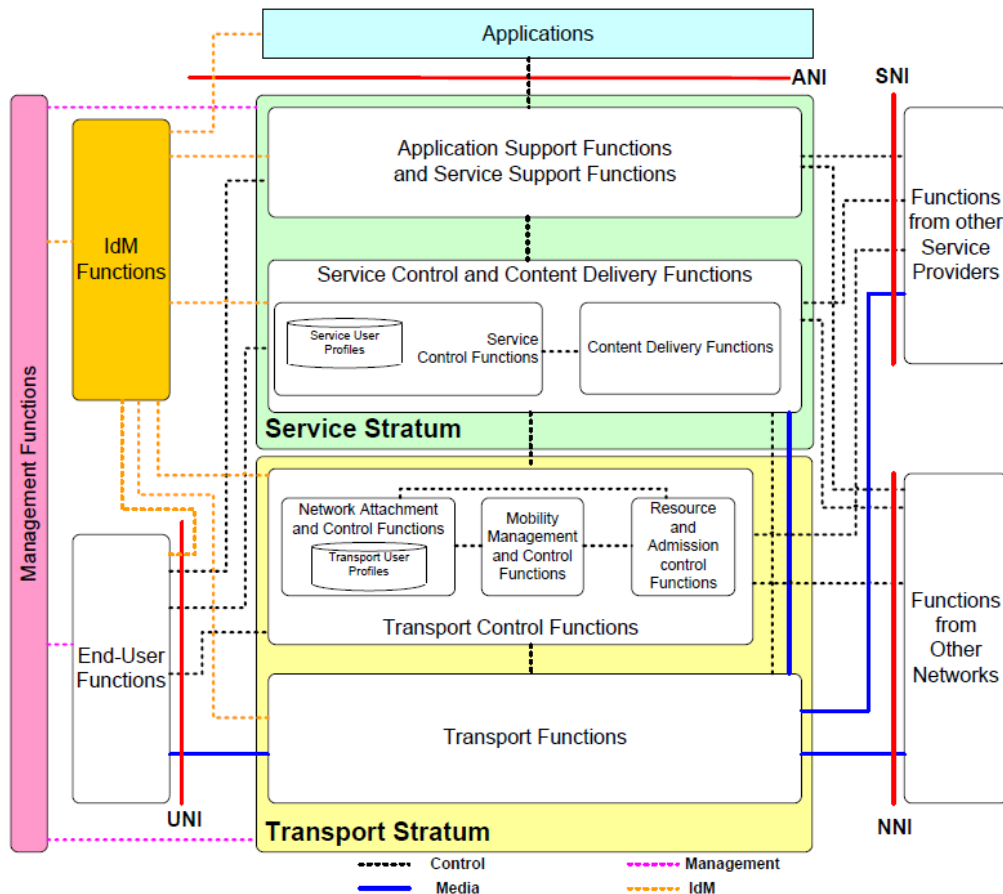 Applications
ANI
SNI
Application Support Functions
and Service Support Functions
Functions
from other
Service
Providers
IdM
Functions
Service Control and Content Delivery Functions
Service User
Profiles
Service
Control Functions
Content Delivery Functions
Service Stratum
Management Functions
Network Attachment
and Control Functions
Transport User
Profiles
Mobility
Management
and Control
Functions
Resource
and
Admission
control
Functions
Transport Control Functions
End-User
Functions
Functions
from
Other
Networks
Transport Functions
UNI
Transport Stratum
NNI
Control
Management
Media
IdM